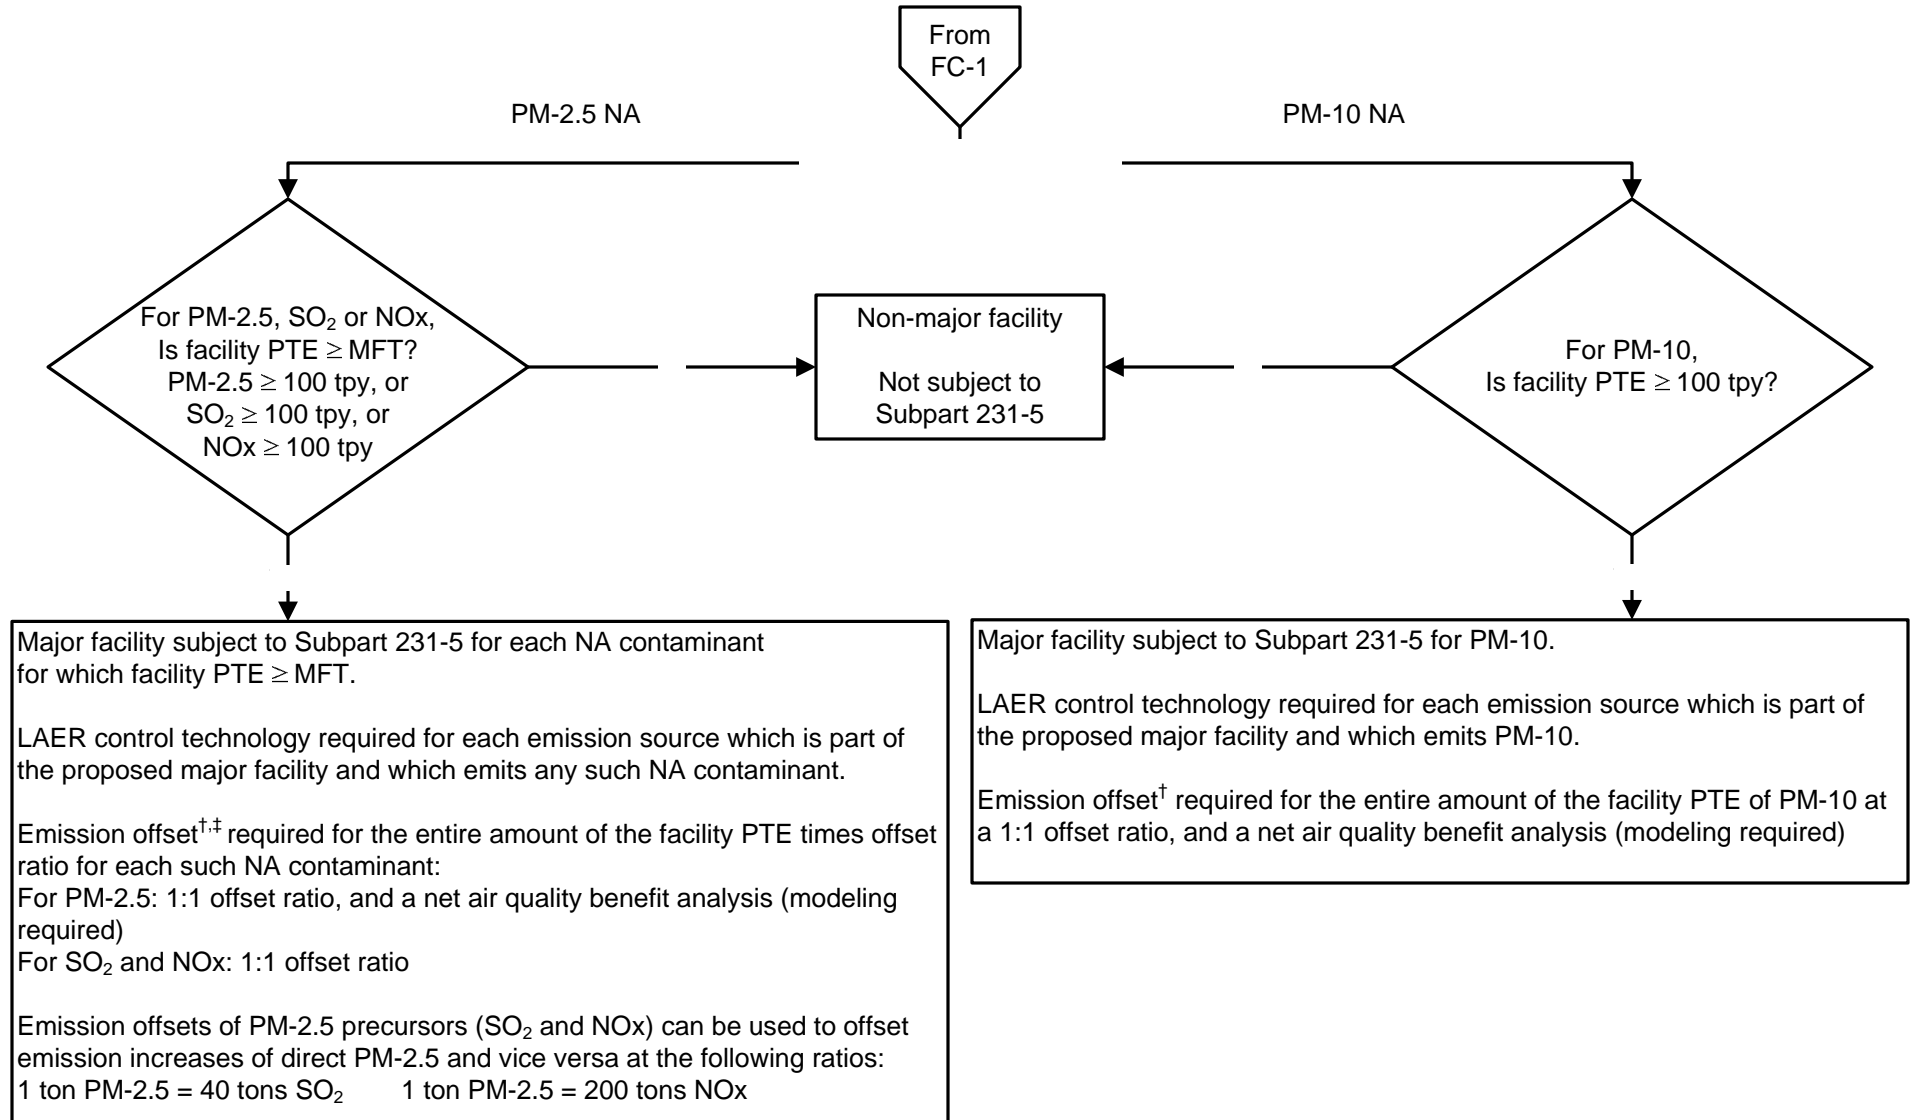 From
FC-1
PM-2.5 NA
PM-10 NA
For PM-2.5, SO₂ or NOx,
Is facility PTE ≥ MFT?
PM-2.5 ≥ 100 tpy, or
SO₂ ≥ 100 tpy, or
NOx ≥ 100 tpy
Non-major facility
Not subject to
Subpart 231-5
For PM-10,
Is facility PTE ≥ 100 tpy?
Major facility subject to Subpart 231-5 for each NA contaminant
for which facility PTE ≥ MFT.
LAER control technology required for each emission source which is part of
the proposed major facility and which emits any such NA contaminant.
Emission offset†,‡ required for the entire amount of the facility PTE times offset
ratio for each such NA contaminant:
For PM-2.5: 1:1 offset ratio, and a net air quality benefit analysis (modeling
required)
For SO₂ and NOx: 1:1 offset ratio
Emission offsets of PM-2.5 precursors (SO₂ and NOx) can be used to offset
emission increases of direct PM-2.5 and vice versa at the following ratios:
1 ton PM-2.5 = 40 tons SO₂ 1 ton PM-2.5 = 200 tons NOx
Major facility subject to Subpart 231-5 for PM-10.
LAER control technology required for each emission source which is part of
the proposed major facility and which emits PM-10.
Emission offset† required for the entire amount of the facility PTE of PM-10 at
a 1:1 offset ratio, and a net air quality benefit analysis (modeling required)